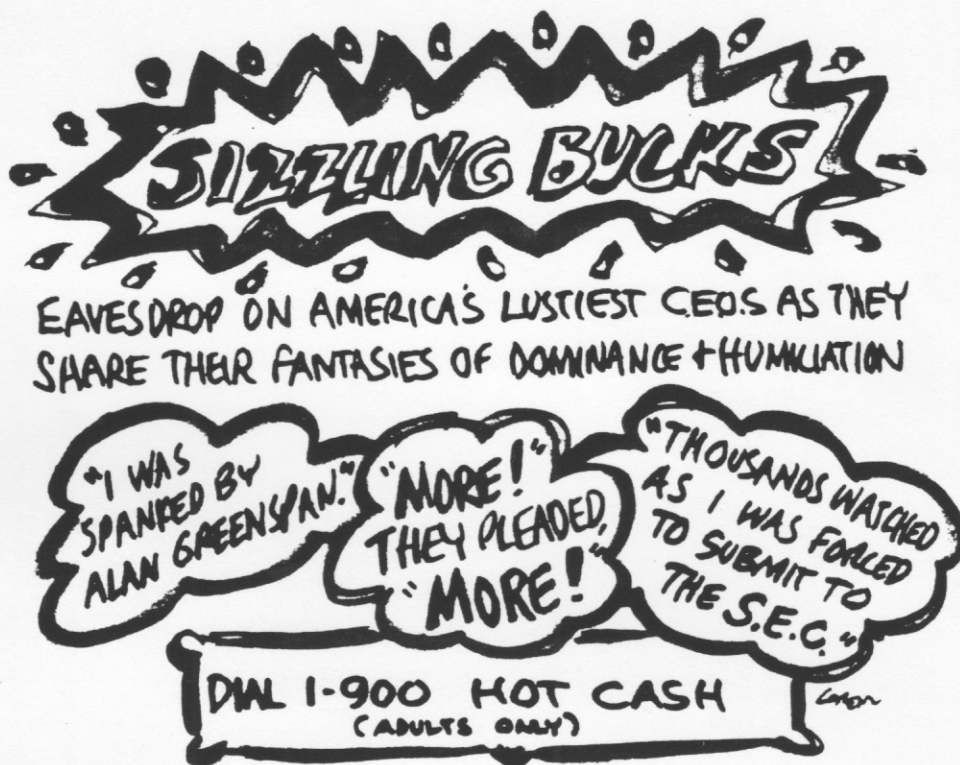 SIZZLING BUCKS
EAVESDROP ON AMERICA'S LUSTIEST C.E.O.S AS THEY
SHARE THEIR FANTASIES OF DOMINANCE + HUMILIATION
"I WAS
SPANKED BY
ALAN GREENSPAN."
"MORE!"
THEY PLEADED,
"MORE!"
"THOUSANDS WATCHED
AS I WAS FORCED
TO SUBMIT TO
THE S.E.C."
DIAL 1-900 HOT CASH
(ADULTS ONLY)